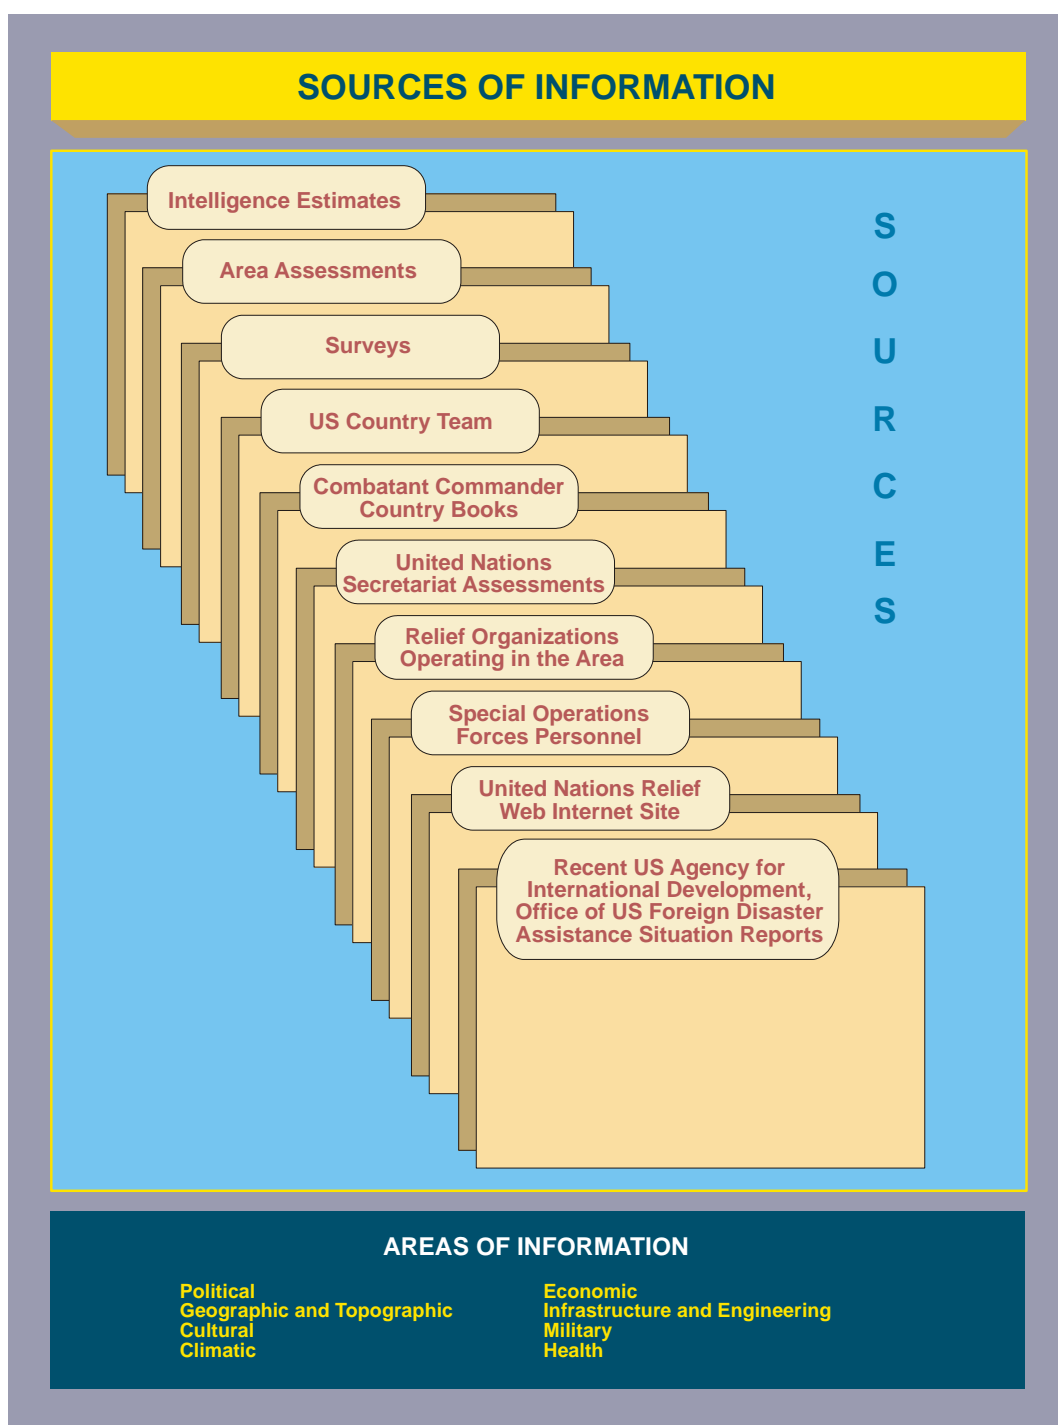 SOURCES OF INFORMATION
Intelligence Estimates
Area Assessments
Surveys
US Country Team
Combatant Commander
Country Books
United Nations
Secretariat Assessments
Relief Organizations
Operating in the Area
Special Operations
Forces Personnel
United Nations Relief
Web Internet Site
Recent US Agency for
International Development,
Office of US Foreign Disaster
Assistance Situation Reports
S
O
U
R
C
E
S
AREAS OF INFORMATION
Political
Geographic and Topographic
Cultural
Climatic
Economic
Infrastructure and Engineering
Military
Health